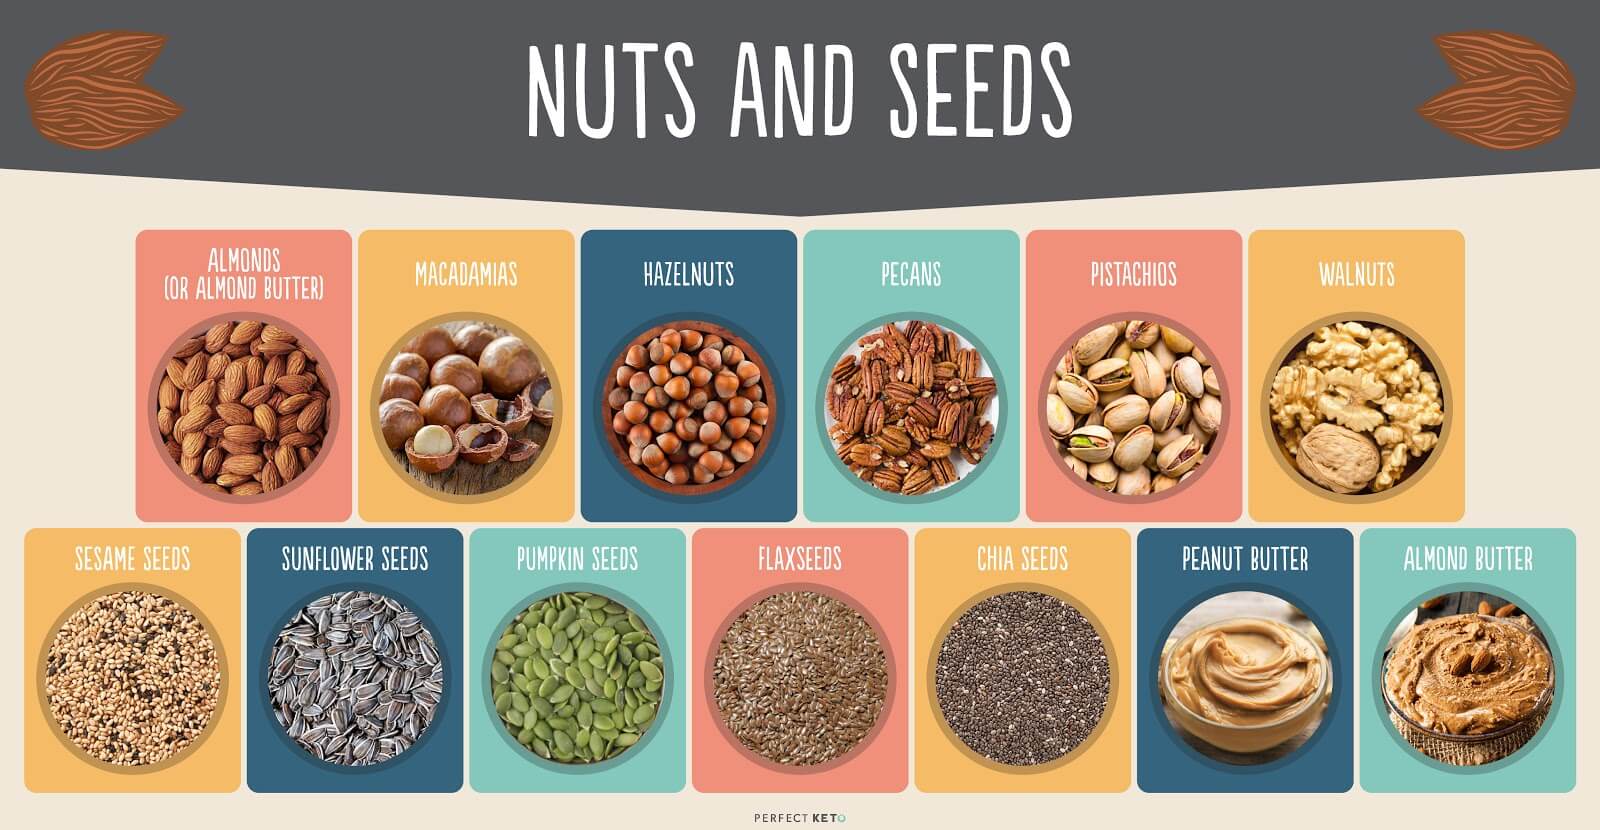 NUTS AND SEEDS
ALMONDS
(OR ALMOND BUTTER)
MACADAMIAS
HAZELNUTS
PECANS
PISTACHIOS
WALNUTS
SESAME SEEDS
SUNFLOWER SEEDS
PUMPKIN SEEDS
FLAXSEEDS
CHIA SEEDS
PEANUT BUTTER
ALMOND BUTTER
PERFECT KETO